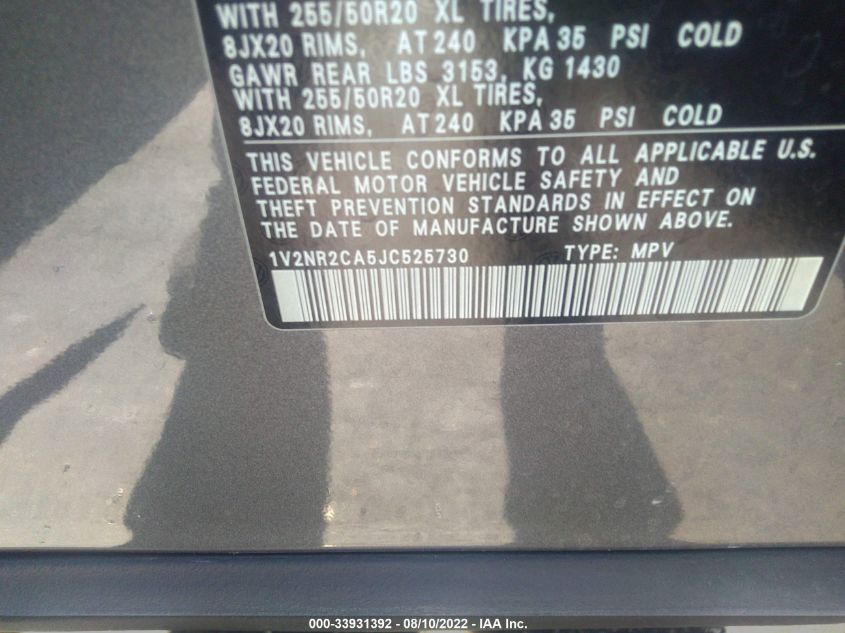 WITH 255/50R20 XL TIRES,
8JX20 RIMS, AT 240 KPA 35 PSI COLD
GAWR REAR LBS 3153, KG 1430
WITH 255/50R20 XL TIRES,
8JX20 RIMS, AT 240 KPA 35 PSI COLD
THIS VEHICLE CONFORMS TO ALL APPLICABLE U.S.
FEDERAL MOTOR VEHICLE SAFETY AND
THEFT PREVENTION STANDARDS IN EFFECT ON
THE DATE OF MANUFACTURE SHOWN ABOVE.
1V2NR2CA5JC525730 TYPE: MPV
000-33931392 - 08/10/2022 - IAA Inc.